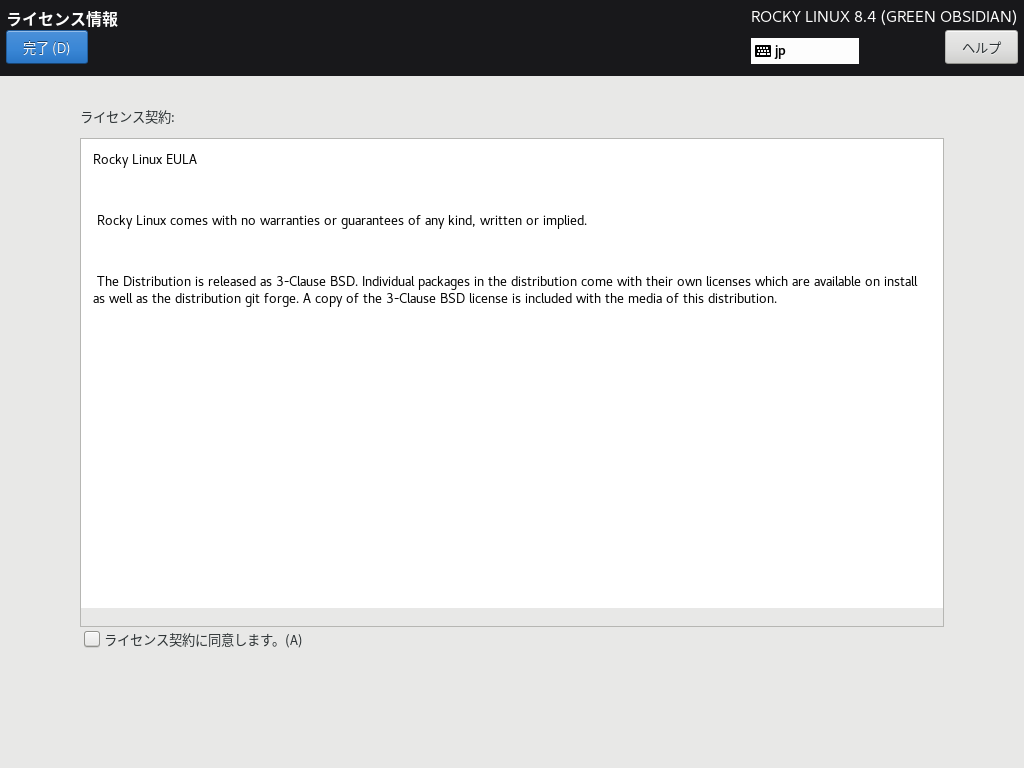 ライセンス情報
ROCKY LINUX 8.4 (GREEN OBSIDIAN)
完了 (D)
jp
ヘルプ
ライセンス契約:
Rocky Linux EULA
Rocky Linux comes with no warranties or guarantees of any kind, written or implied.
The Distribution is released as 3-Clause BSD. Individual packages in the distribution come with their own licenses which are available on install
as well as the distribution git forge. A copy of the 3-Clause BSD license is included with the media of this distribution.
ライセンス契約に同意します。(A)